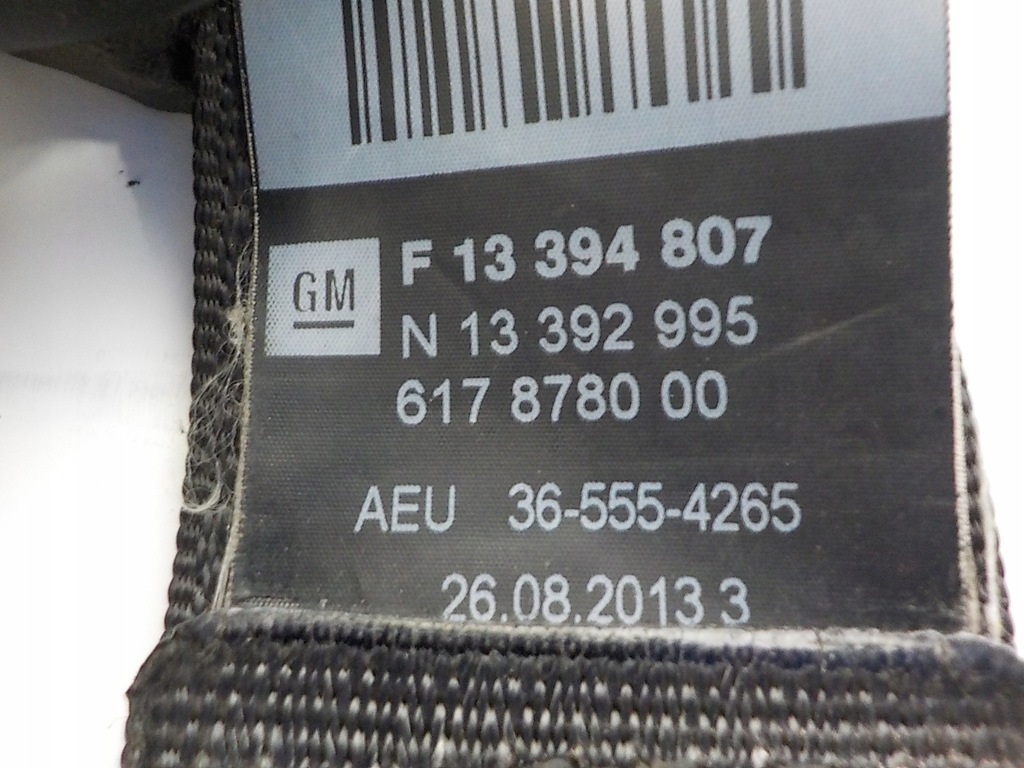 GM
F 13 394 807
N 13 392 995
617 8780 00
AEU 36-555-4265
26.08.2013 3